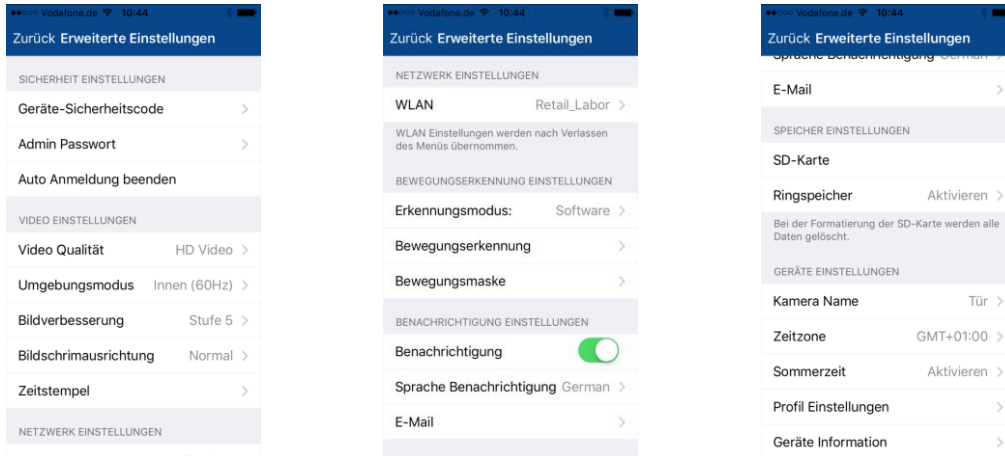 Vodafone.de 10:44
Zurück Erweiterte Einstellungen
SICHERHEIT EINSTELLUNGEN
Geräte-Sicherheitscode
Admin Passwort
Auto Anmeldung beenden
VIDEO EINSTELLUNGEN
Video Qualität HD Video
Umgebungsmodus Innen (60Hz)
Bildverbesserung Stufe 5
Bildschrimausrichtung Normal
Zeitstempel
NETZWERK EINSTELLUNGEN
Vodafone.de 10:44
Zurück Erweiterte Einstellungen
NETZWERK EINSTELLUNGEN
WLAN Retail_Labor
WLAN Einstellungen werden nach Verlassen
des Menüs übernommen.
BEWEGUNGSERKENNUNG EINSTELLUNGEN
Erkennungsmodus: Software
Bewegungserkennung
Bewegungsmaske
BENACHRICHTIGUNG EINSTELLUNGEN
Benachrichtigung
Sprache Benachrichtigung German
E-Mail
Vodafone.de 10:44
Zurück Erweiterte Einstellungen
Sprache Benachrichtigung German
E-Mail
SPEICHER EINSTELLUNGEN
SD-Karte
Ringspeicher Aktivieren
Bei der Formatierung der SD-Karte werden alle
Daten gelöscht.
GERÄTE EINSTELLUNGEN
Kamera Name Tür
Zeitzone GMT+01:00
Sommerzeit Aktivieren
Profil Einstellungen
Geräte Information